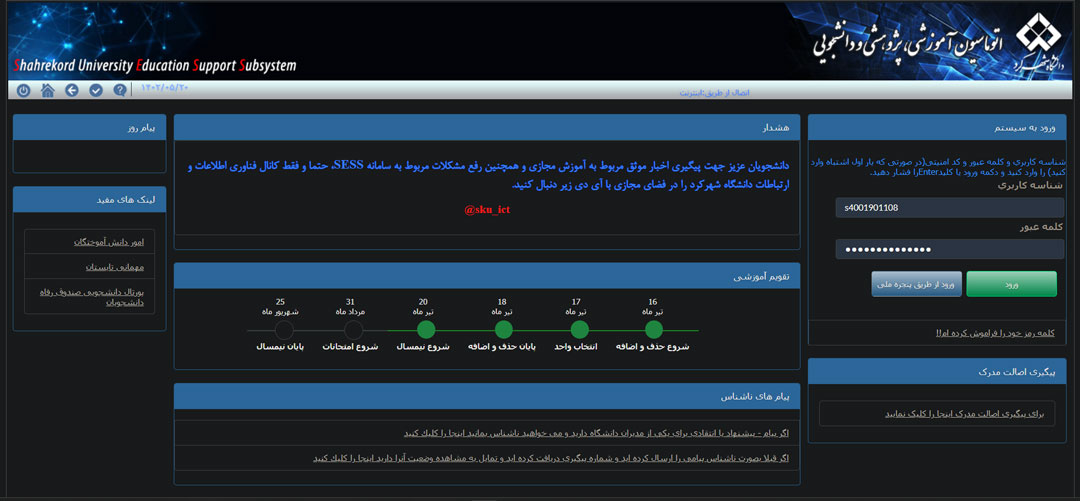 اتوماسیون آموزشی، پژوهشی و دانشجویی
دانشگاه شهرکرد
Shahrekord University Education Support Subsystem
۱۴۰۲/۰۵/۲۰
اتصال از طریق:اینترنت
ورود به سیستم
شناسه کاربری و کلمه عبور و کد امنیتی(در صورتی که بار اول اشتباه وارد
کنید) را وارد کنید و دکمه ورود یا کلیدEnterرا فشار دهید.
شناسه کاربری
s4001901108
کلمه عبور
ورود
ورود از طریق پنجره ملی
کلمه رمز خود را فراموش کرده ام!!
پیگیری اصالت مدرک
برای پیگیری اصالت مدرک اینجا را کلیک نمایید
هشدار
دانشجویان عزیز جهت پیگیری اخبار موثق مربوط به آموزش مجازی و همچنین رفع مشکلات مربوط به سامانه SESS، حتما و فقط کانال فناوری اطلاعات و
ارتباطات دانشگاه شهرکرد را در فضای مجازی با آی دی زیر دنبال کنید.
@sku_ict
تقویم آموزشی
16 17 18 20 31 25
تیر ماه تیر ماه تیر ماه تیر ماه مرداد ماه شهریور ماه
شروع حذف و اضافه انتخاب واحد پایان حذف و اضافه شروع نیمسال شروع امتحانات پایان نیمسال
پیام های ناشناس
اگر پیام - پیشنهاد یا انتقادی برای یکی از مدیران دانشگاه دارید و می خواهید ناشناس بمانید اینجا را کلیک کنید
اگر قبلا بصورت ناشناس پیامی را ارسال کرده اید و شماره پیگیری دریافت کرده اید و تمایل به مشاهده وضعیت آنرا دارید اینجا را کلیک کنید
پیام روز
لینک های مفید
امور دانش آموختگان
مهمانی تابستان
پورتال دانشجویی صندوق رفاه
دانشجویان